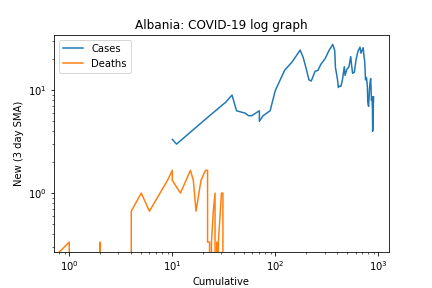 Albania: COVID-19 log graph
Cases
Deaths
New (3 day SMA)
10¹
10⁰
10⁰ 10¹ 10² 10³
Cumulative